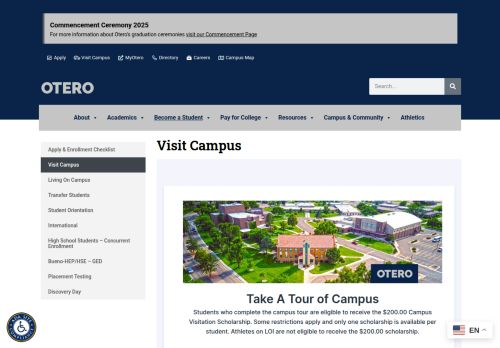 Commencement Ceremony 2025
For more information about Otero's graduation ceremonies visit our Commencement Page
Apply Visit Campus MyOtero Directory Careers Campus Map
OTERO
Search...
About Academics Become a Student Pay for College Resources Campus & Community Athletics
Apply & Enrollment Checklist
Visit Campus
Living On Campus
Transfer Students
Student Orientation
International
High School Students – Concurrent
Enrollment
Bueno-HEP/HSE – GED
Placement Testing
Discovery Day
Visit Campus
OTERO
Take A Tour of Campus
Students who complete the campus tour are eligible to receive the $200.00 Campus
Visitation Scholarship. Some restrictions apply and only one scholarship is available per
student. Athletes on LOI are not eligible to receive the $200.00 scholarship.
EN